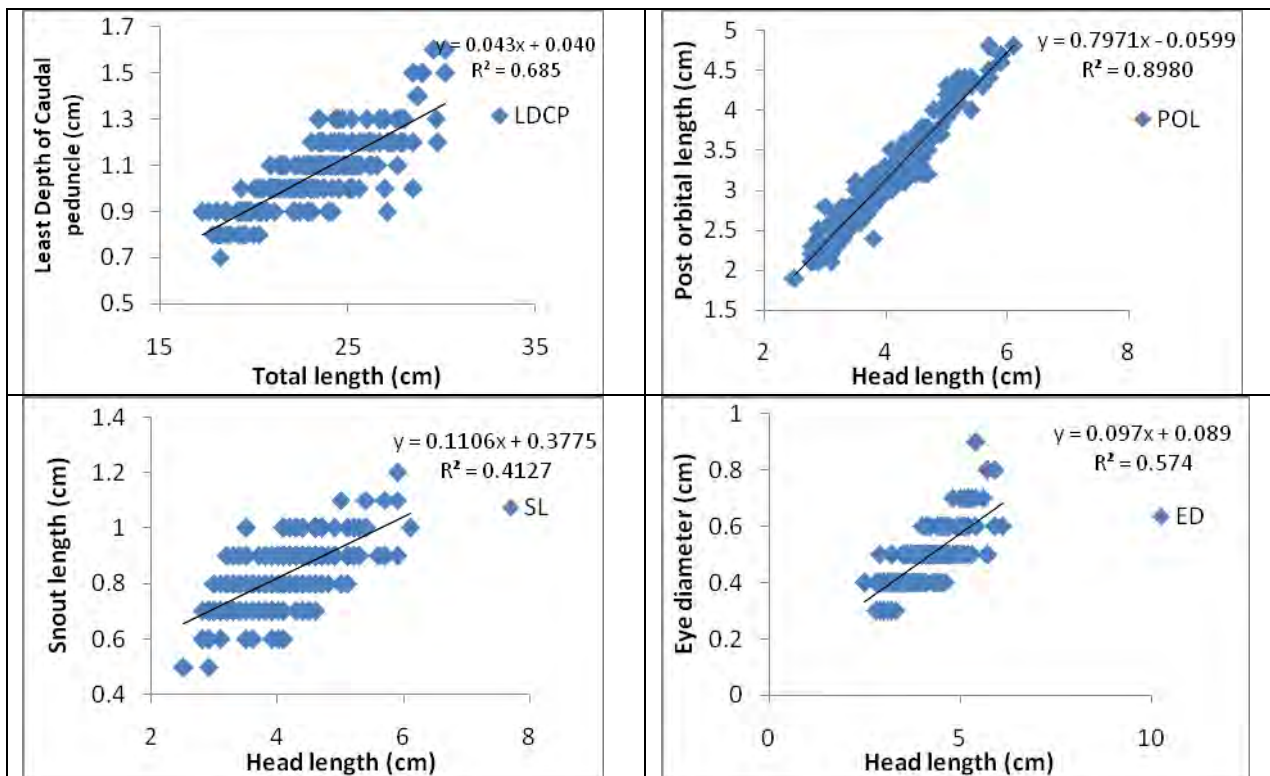 1.7
1.5
1.3
1.1
0.9
0.7
0.5
15
25
35
Least Depth of Caudal
peduncle (cm)
Total length (cm)
y = 0.043x + 0.040
R² = 0.685
LDCP
5
4.5
4
3.5
3
2.5
2
1.5
2
4
6
8
Post orbital length (cm)
Head length (cm)
y = 0.7971x - 0.0599
R² = 0.8980
POL
1.4
1.2
1
0.8
0.6
0.4
2
4
6
8
Snout length (cm)
Head length (cm)
y = 0.1106x + 0.3775
R² = 0.4127
SL
1
0.8
0.6
0.4
0.2
0
0
5
10
Eye diameter (cm)
Head length (cm)
y = 0.097x + 0.089
R² = 0.574
ED